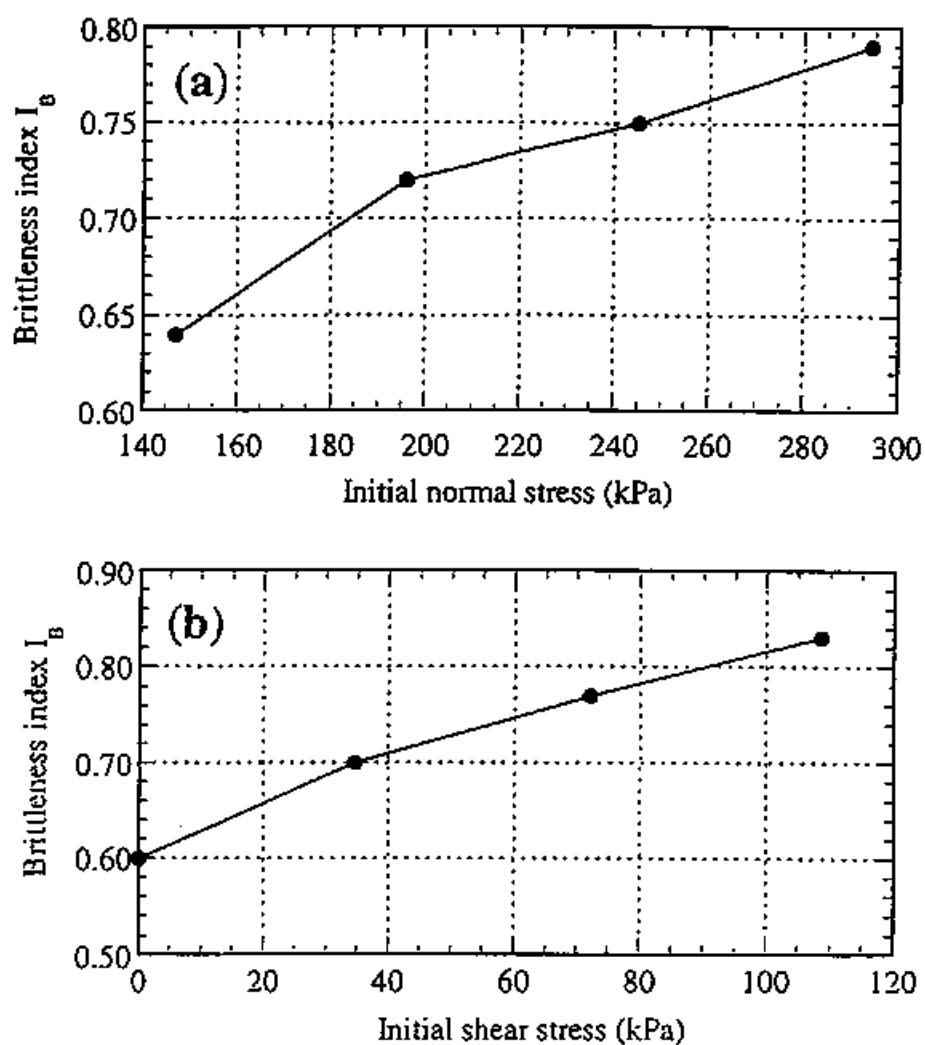 0.80
(a)
0.75
0.70
0.65
0.60
Brittleness index I_B
140 160 180 200 220 240 260 280 300
Initial normal stress (kPa)
0.90
(b)
0.80
0.70
0.60
0.50
Brittleness index I_B
0 20 40 60 80 100 120
Initial shear stress (kPa)